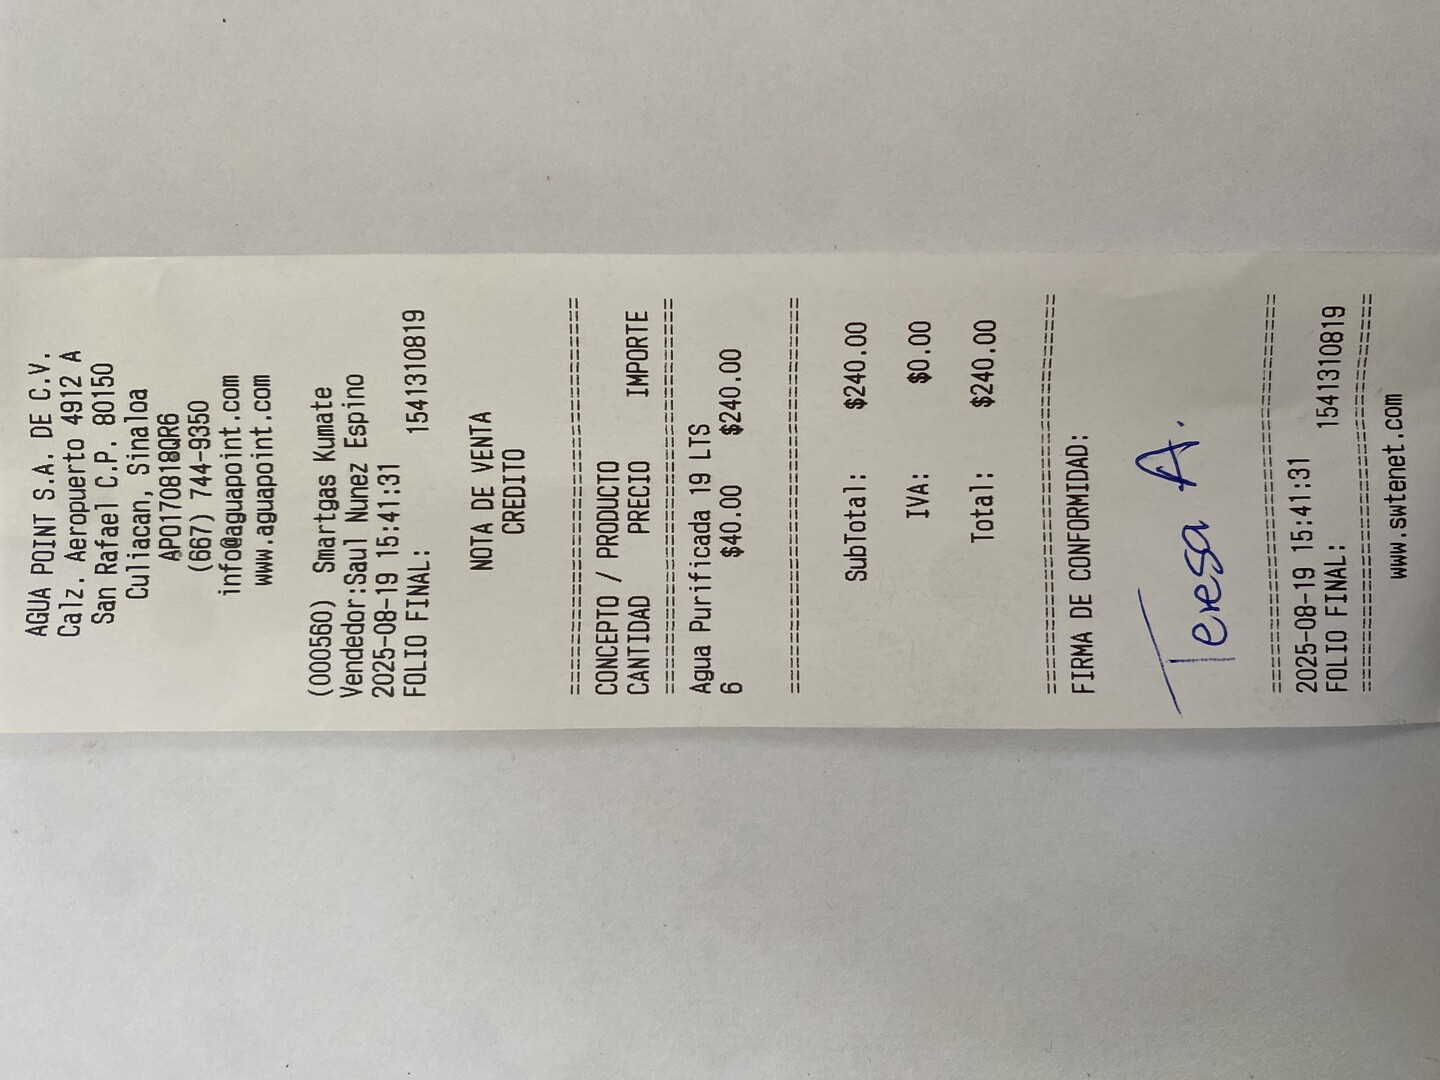 AGUA POINT S.A. DE C.V.
Calz. Aeropuerto 4912 A
San Rafael C.P. 80150
Culiacan, Sinaloa
APO170818QR6
(667) 744-9350
info@aguapoint.com
www.aguapoint.com
(000560) Smartgas Kumate
Vendedor:Saul Nunez Espino
2025-08-19 15:41:31
FOLIO FINAL: 1541310819
NOTA DE VENTA
CREDITO
==========================
CONCEPTO / PRODUCTO
CANTIDAD PRECIO IMPORTE
==========================
Agua Purificada 19 LTS
6 $40.00 $240.00
==========================
SubTotal: $240.00
IVA: $0.00
Total: $240.00
==========================
FIRMA DE CONFORMIDAD:
Teresa A.
==========================
2025-08-19 15:41:31
FOLIO FINAL: 1541310819
==========================
www.swtenet.com